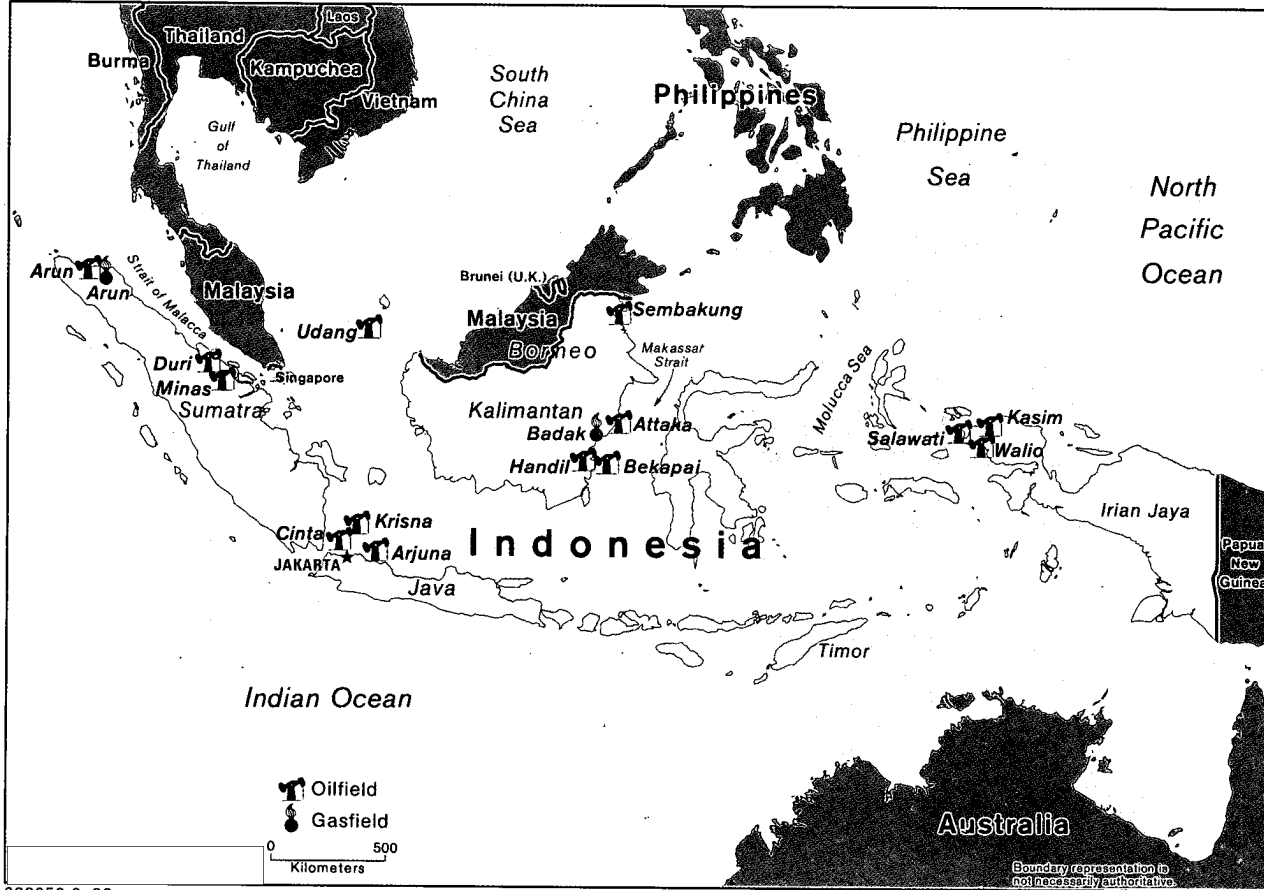 Laos
Thailand
Burma
Kampuchea
Vietnam
South
China
Sea
Philippines
Gulf
of
Thailand
Philippine
Sea
North
Pacific
Ocean
Arun
Arun
Strait of Malacca
Malaysia
Brunei (U.K.)
Udang
Malaysia
Sembakung
Borneo
Makassar
Strait
Molucca Sea
Duri
Minas
Singapore
Sumatra
Kalimantan
Badak
Attaka
Handil
Bekapai
Kasim
Salawati
Walio
Irian Jaya
Papua
New
Guinea
Cinta
Krisna
Arjuna
JAKARTA
Indonesia
Java
Timor
Indian Ocean
Oilfield
Gasfield
0 500
Kilometers
Australia
Boundary representation is
not necessarily authoritative.